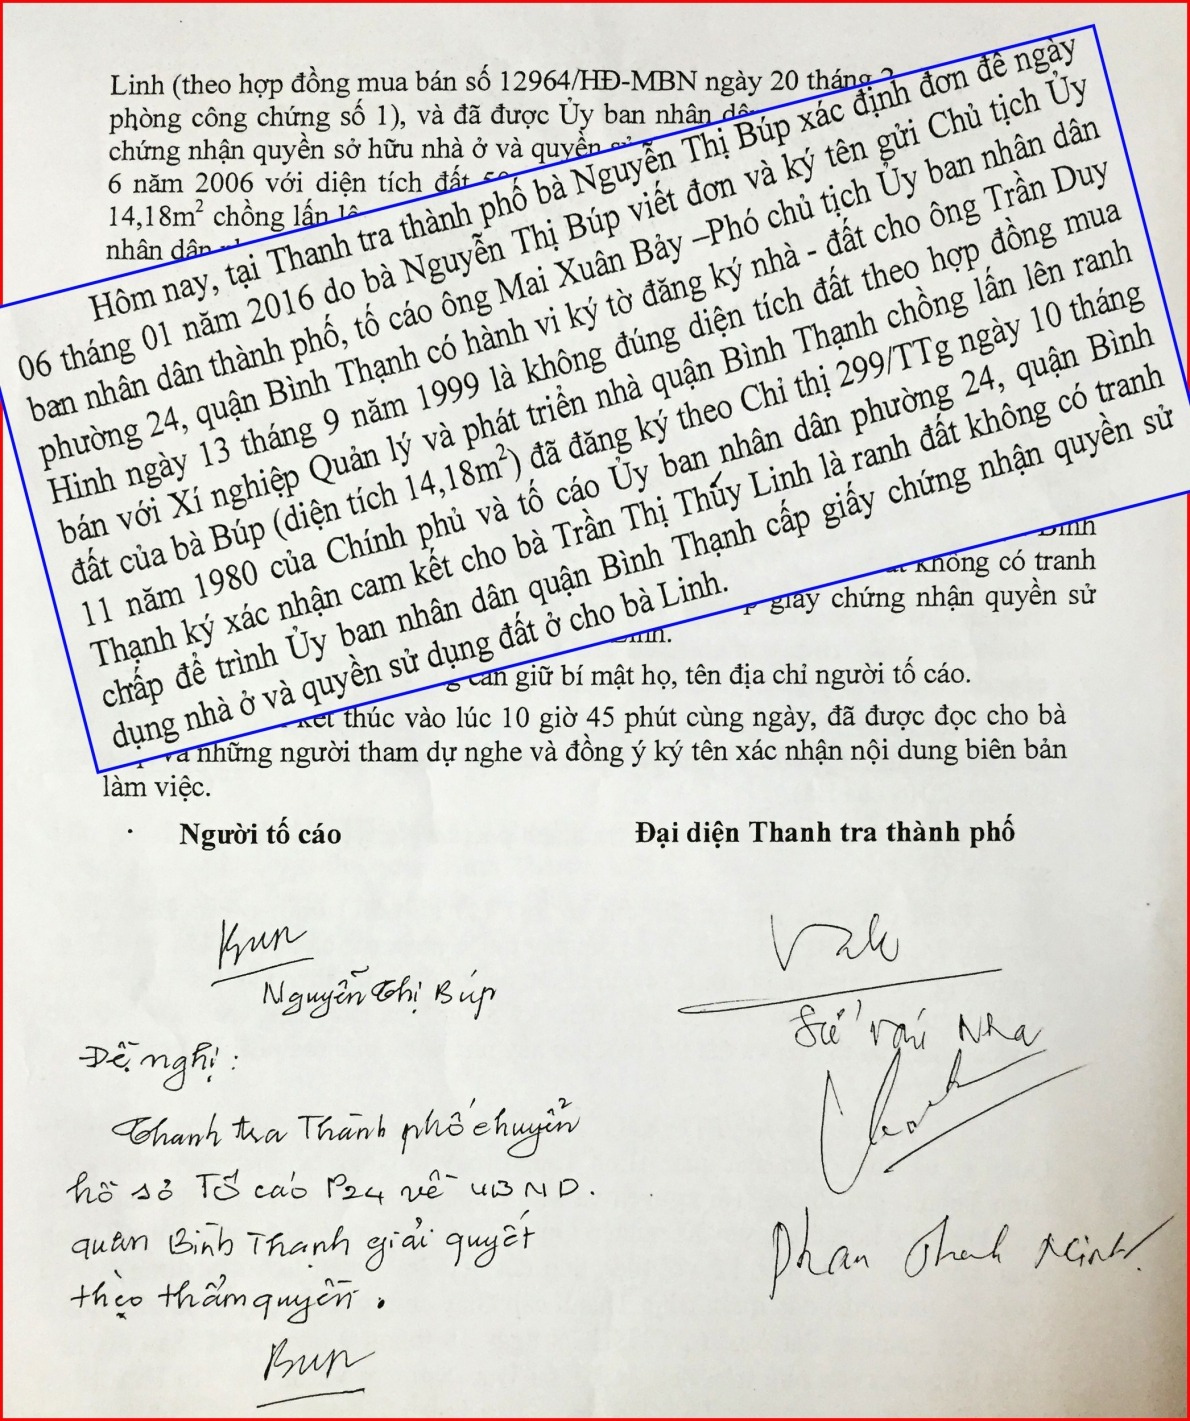 Linh (theo hợp đồng mua bán số 12964/HĐ-MBN ngày 20 tháng
phòng công chứng số 1), và đã được Ủy ban nhân
chứng nhận quyền sở hữu nhà ở và quyền
6 năm 2006 với diện tích đất
14,18m² chồng lấn
nhân dân
Hôm nay, tại Thanh tra thành phố bà Nguyễn Thị Búp xác định đơn đề ngày
06 tháng 01 năm 2016 do bà Nguyễn Thị Búp viết đơn và ký tên gửi Chủ tịch Ủy
ban nhân dân thành phố, tố cáo ông Mai Xuân Bảy –Phó chủ tịch Ủy ban nhân dân
phường 24, quận Bình Thạnh có hành vi ký tờ đăng ký nhà - đất cho ông Trần Duy
Hinh ngày 13 tháng 9 năm 1999 là không đúng diện tích đất theo hợp đồng mua
bán với Xí nghiệp Quản lý và phát triển nhà quận Bình Thạnh chồng lấn lên ranh
đất của bà Búp (diện tích 14,18m²) đã đăng ký theo Chỉ thị 299/TTg ngày 10 tháng
11 năm 1980 của Chính phủ và tố cáo Ủy ban nhân dân phường 24, quận Bình
Thạnh ký xác nhận cam kết cho bà Trần Thị Thủy Linh là ranh đất không có tranh
chấp để trình Ủy ban nhân dân quận Bình Thạnh cấp giấy chứng nhận quyền sử
dụng nhà ở và quyền sử dụng đất ở cho bà Linh.
không có tranh
giấy chứng nhận quyền sử
giữ bí mật họ, tên địa chỉ người tố cáo.
kết thúc vào lúc 10 giờ 45 phút cùng ngày, đã được đọc cho bà
và những người tham dự nghe và đồng ý ký tên xác nhận nội dung biên bản
làm việc.
Người tố cáo
Đại diện Thanh tra thành phố
Nguyễn Thị Búp
Đề nghị:
Thanh tra Thành phố chuyển
hồ sơ Tố cáo P24 về UBND.
quận Bình Thạnh giải quyết
theo thẩm quyền.
Búp
Phan Thanh Minh